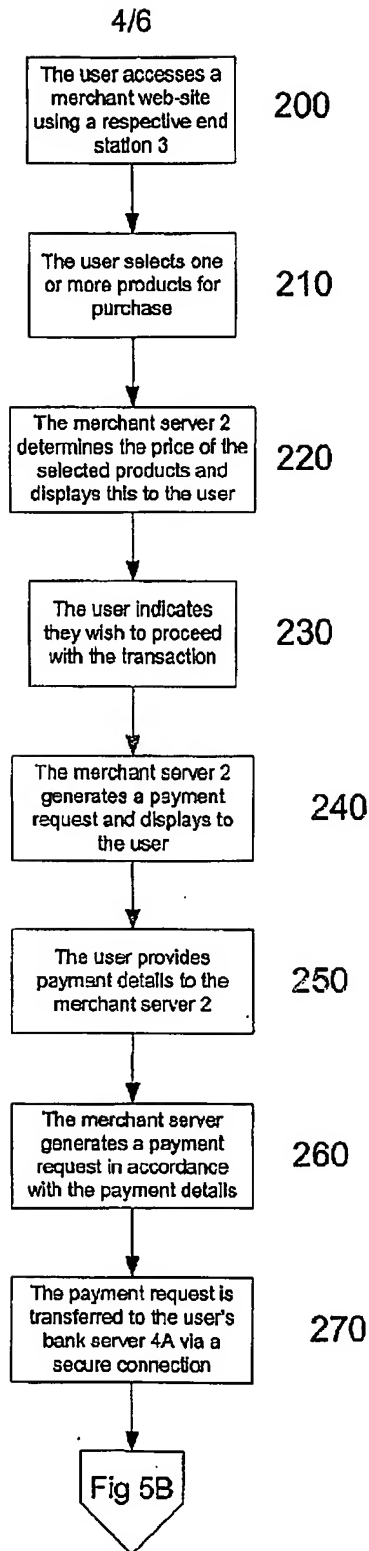 4/6
The user accesses a
merchant web-site
using a respective end
station 3
200
The user selects one
or more products for
purchase
210
The merchant server 2
determines the price of the
selected products and
displays this to the user
220
The user indicates
they wish to proceed
with the transaction
230
The merchant server 2
generates a payment
request and displays to
the user
240
The user provides
payment details to the
merchant server 2
250
The merchant server
generates a payment
request in accordance
with the payment details
260
The payment request is
transferred to the user's
bank server 4A via a
secure connection
270
Fig 5B